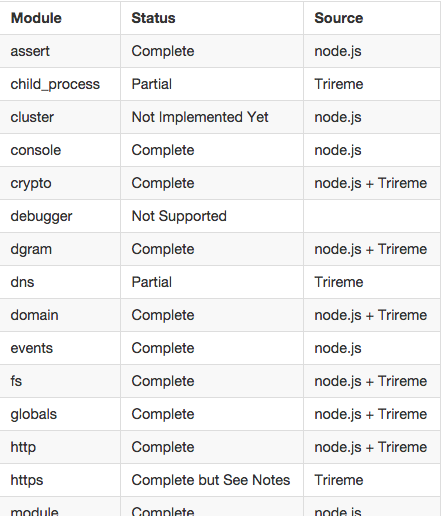 Module Status Source
assert Complete node.js
child_process Partial Trireme
cluster Not Implemented Yet node.js
console Complete node.js
crypto Complete node.js + Trireme
debugger Not Supported
dgram Complete node.js + Trireme
dns Partial Trireme
domain Complete node.js + Trireme
events Complete node.js
fs Complete node.js + Trireme
globals Complete node.js + Trireme
http Complete node.js + Trireme
https Complete but See Notes Trireme
module Complete node.js